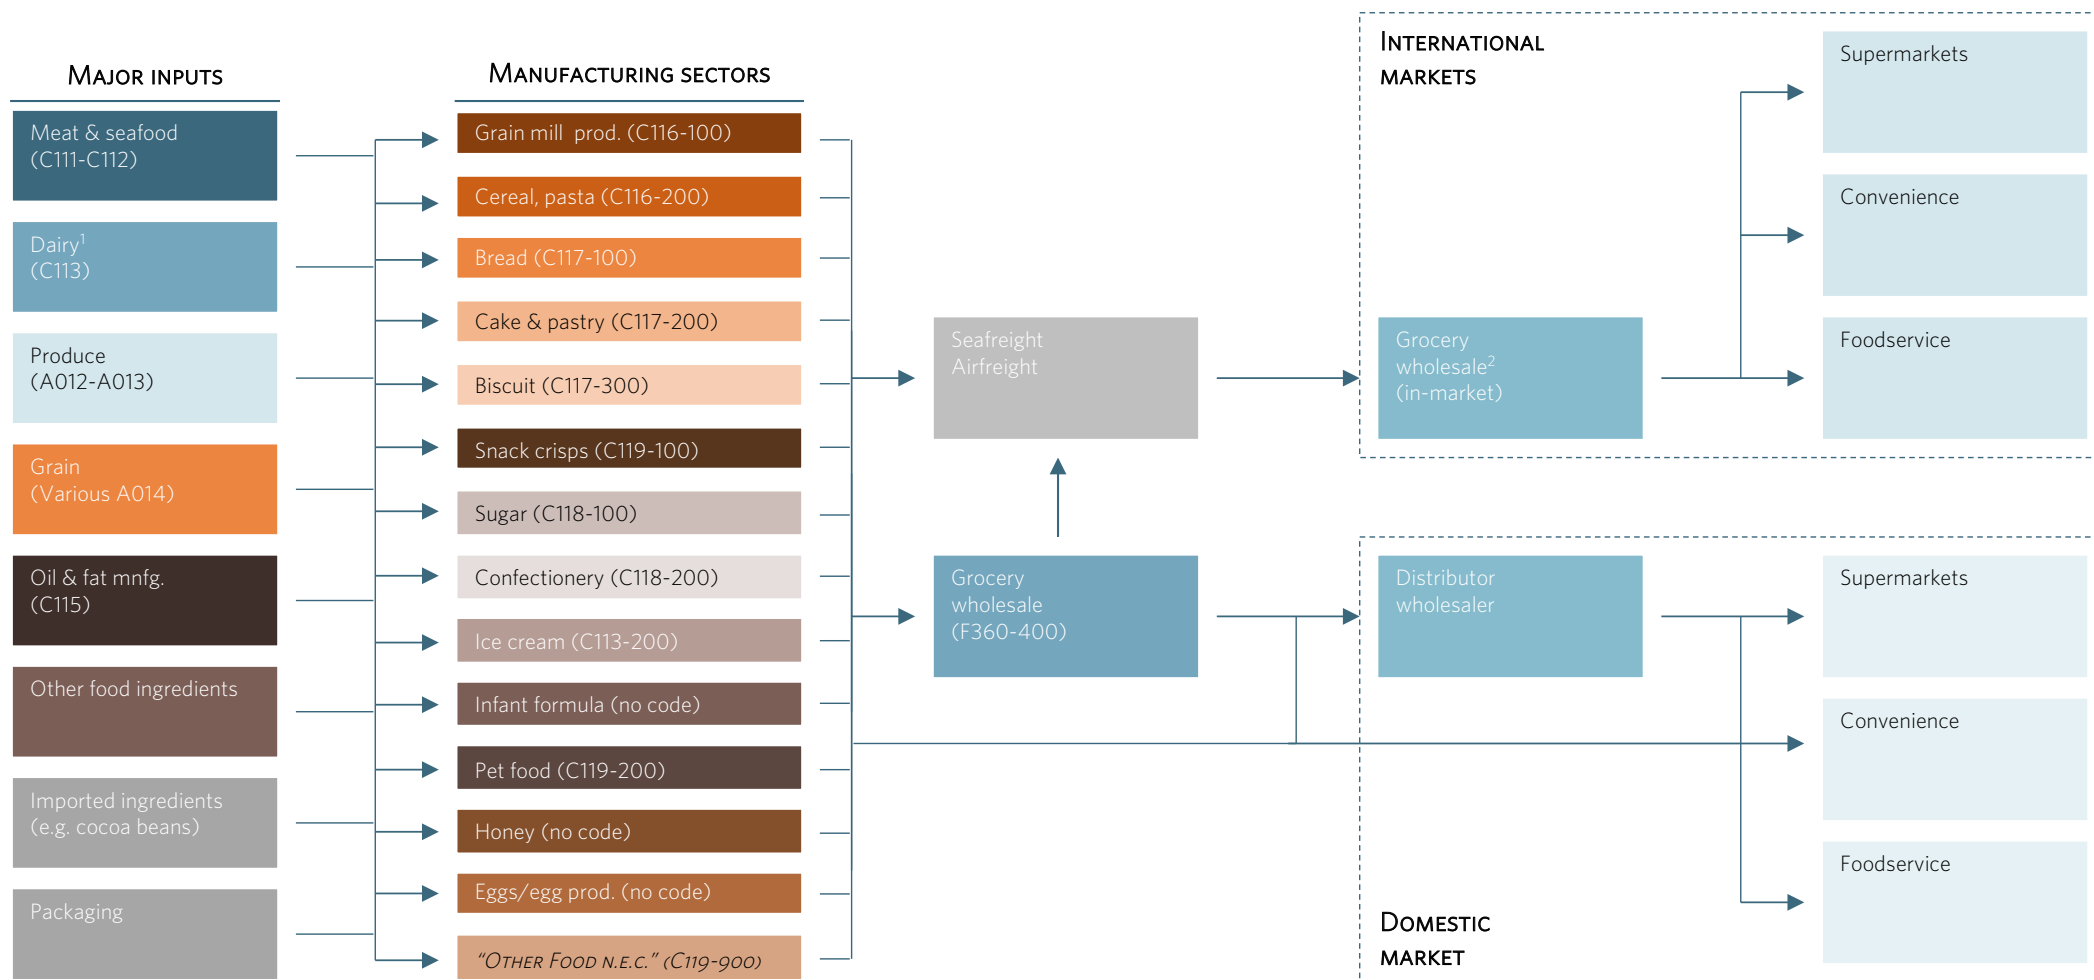 MAJOR INPUTS
Meat & seafood
(C111-C112)
Dairy1
(C113)
Produce
(A012-A013)
Grain
(Various A014)
Oil & fat mnfg.
(C115)
Other food ingredients
Imported ingredients
(e.g. cocoa beans)
Packaging
MANUFACTURING SECTORS
Grain mill prod. (C116-100)
Cereal, pasta (C116-200)
Bread (C117-100)
Cake & pastry (C117-200)
Biscuit (C117-300)
Snack crisps (C119-100)
Sugar (C118-100)
Confectionery (C118-200)
Ice cream (C113-200)
Infant formula (no code)
Pet food (C119-200)
Honey (no code)
Eggs/egg prod. (no code)
“OTHER FOOD N.E.C.” (C119-900)
Seafreight
Airfreight
Grocery
wholesale
(F360-400)
INTERNATIONAL
MARKETS
Grocery
wholesale2
(in-market)
Supermarkets
Convenience
Foodservice
Distributor
wholesaler
Supermarkets
Convenience
Foodservice
DOMESTIC
MARKET